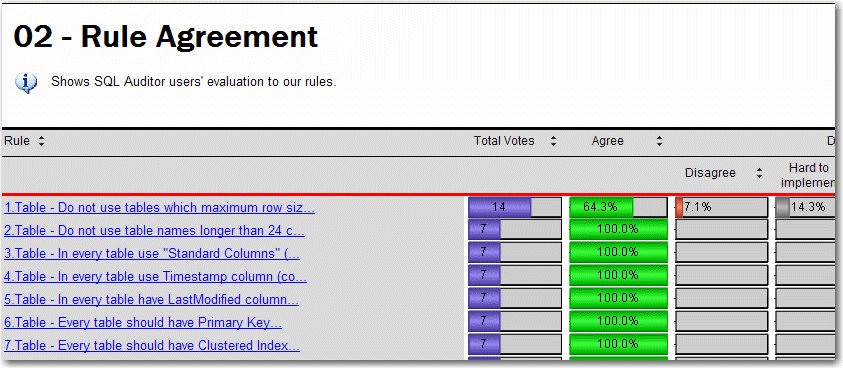 02 - Rule Agreement
Shows SQL Auditor users' evaluation to our rules.
Rule Total Votes Agree D
Disagree Hard to
implemen
1.Table - Do not use tables which maximum row siz... 14 64.3% 7.1% 14.3%
2.Table - Do not use table names longer than 24 c... 7 100.0%
3.Table - In every table use "Standard Columns" (... 7 100.0%
4.Table - In every table use Timestamp column (co... 7 100.0%
5.Table - In every table have LastModified column... 7 100.0%
6.Table - Every table should have Primary Key... 7 100.0%
7.Table - Every table should have Clustered Index... 7 100.0%